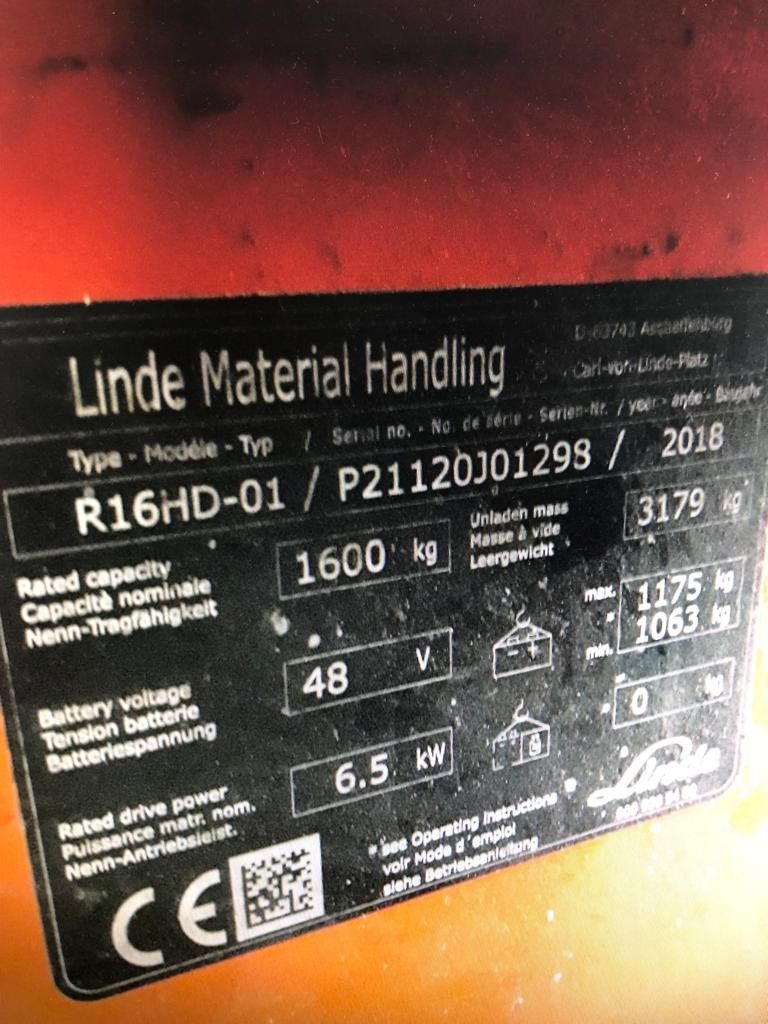 D-63743 Aschaffenburg
Linde Material Handling
Carl-von-Linde-Platz
Type - Modéle - Typ / Serial no. - No. de série - Serien-Nr. / year - anée - Baujahr
R16HD-01 / P21120J01298 / 2018
Rated capacity
Capacitè nominale
Nenn-Tragfähigkeit
1600 kg
Unladen mass
Masse à vide
Leergewicht
3179 kg
Battery voltage
Tension batterie
Batteriespannung
48 V
- +
max. 1175 kg
*
min. 1063 kg
Rated drive power
Puissance matr. nom.
Nenn-Antriebsleist.
6.5 kW
0 kg
* see Operating Instructions
voir Mode d'emploi
siehe Betriebsanleitung
Linde
CE